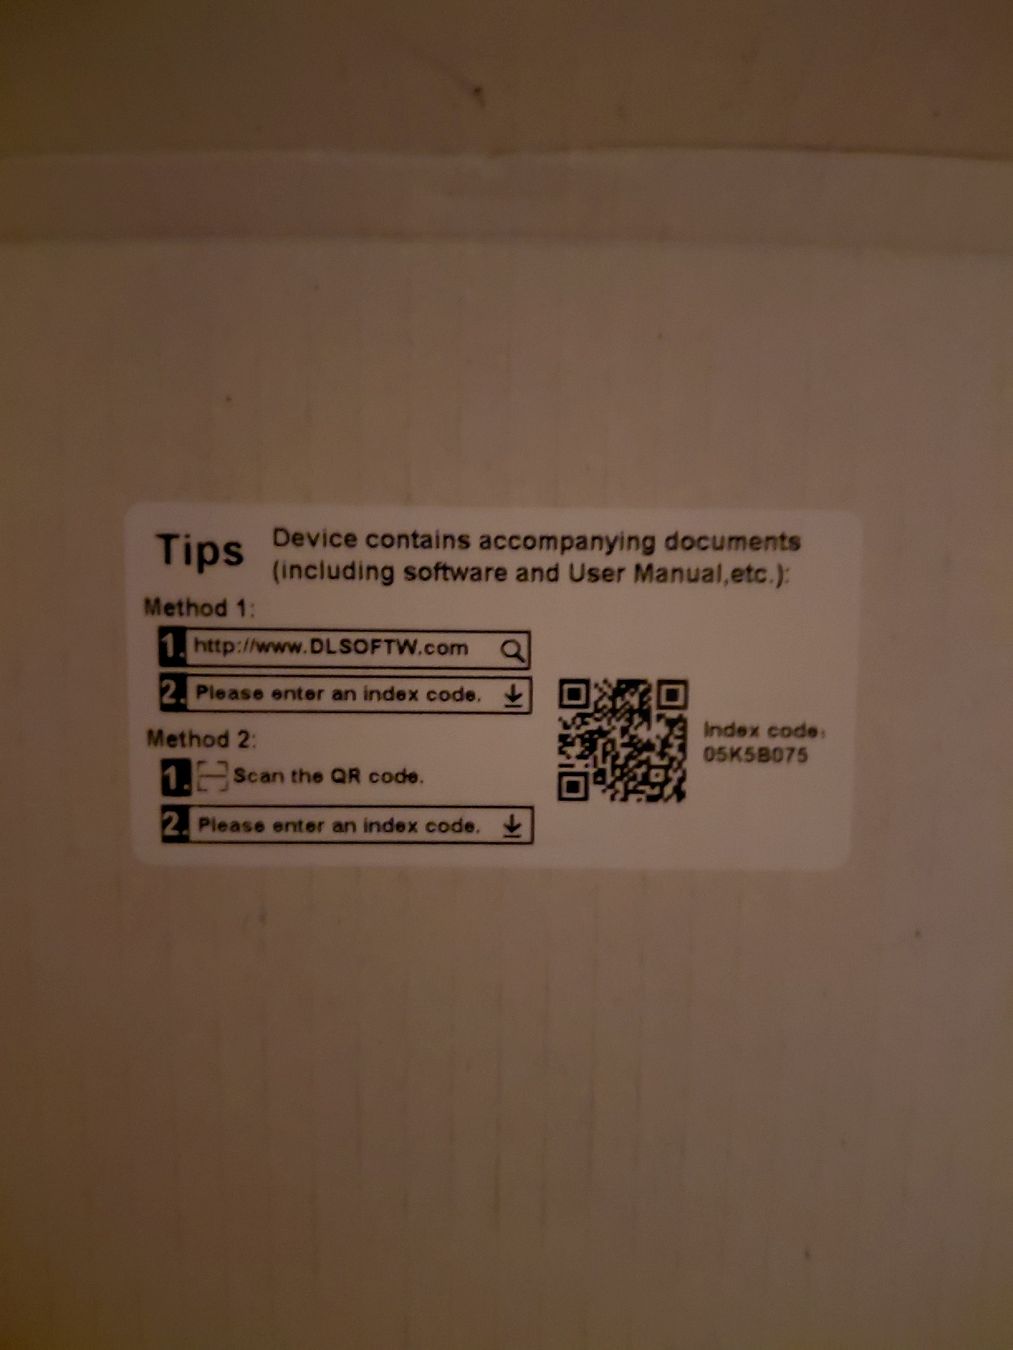 Tips
Device contains accompanying documents
(including software and User Manual,etc.):
Method 1:
1. http://www.DLSOFTW.com
2. Please enter an index code.
Method 2:
1. Scan the QR code.
2. Please enter an index code.
Index code:
05K5B075